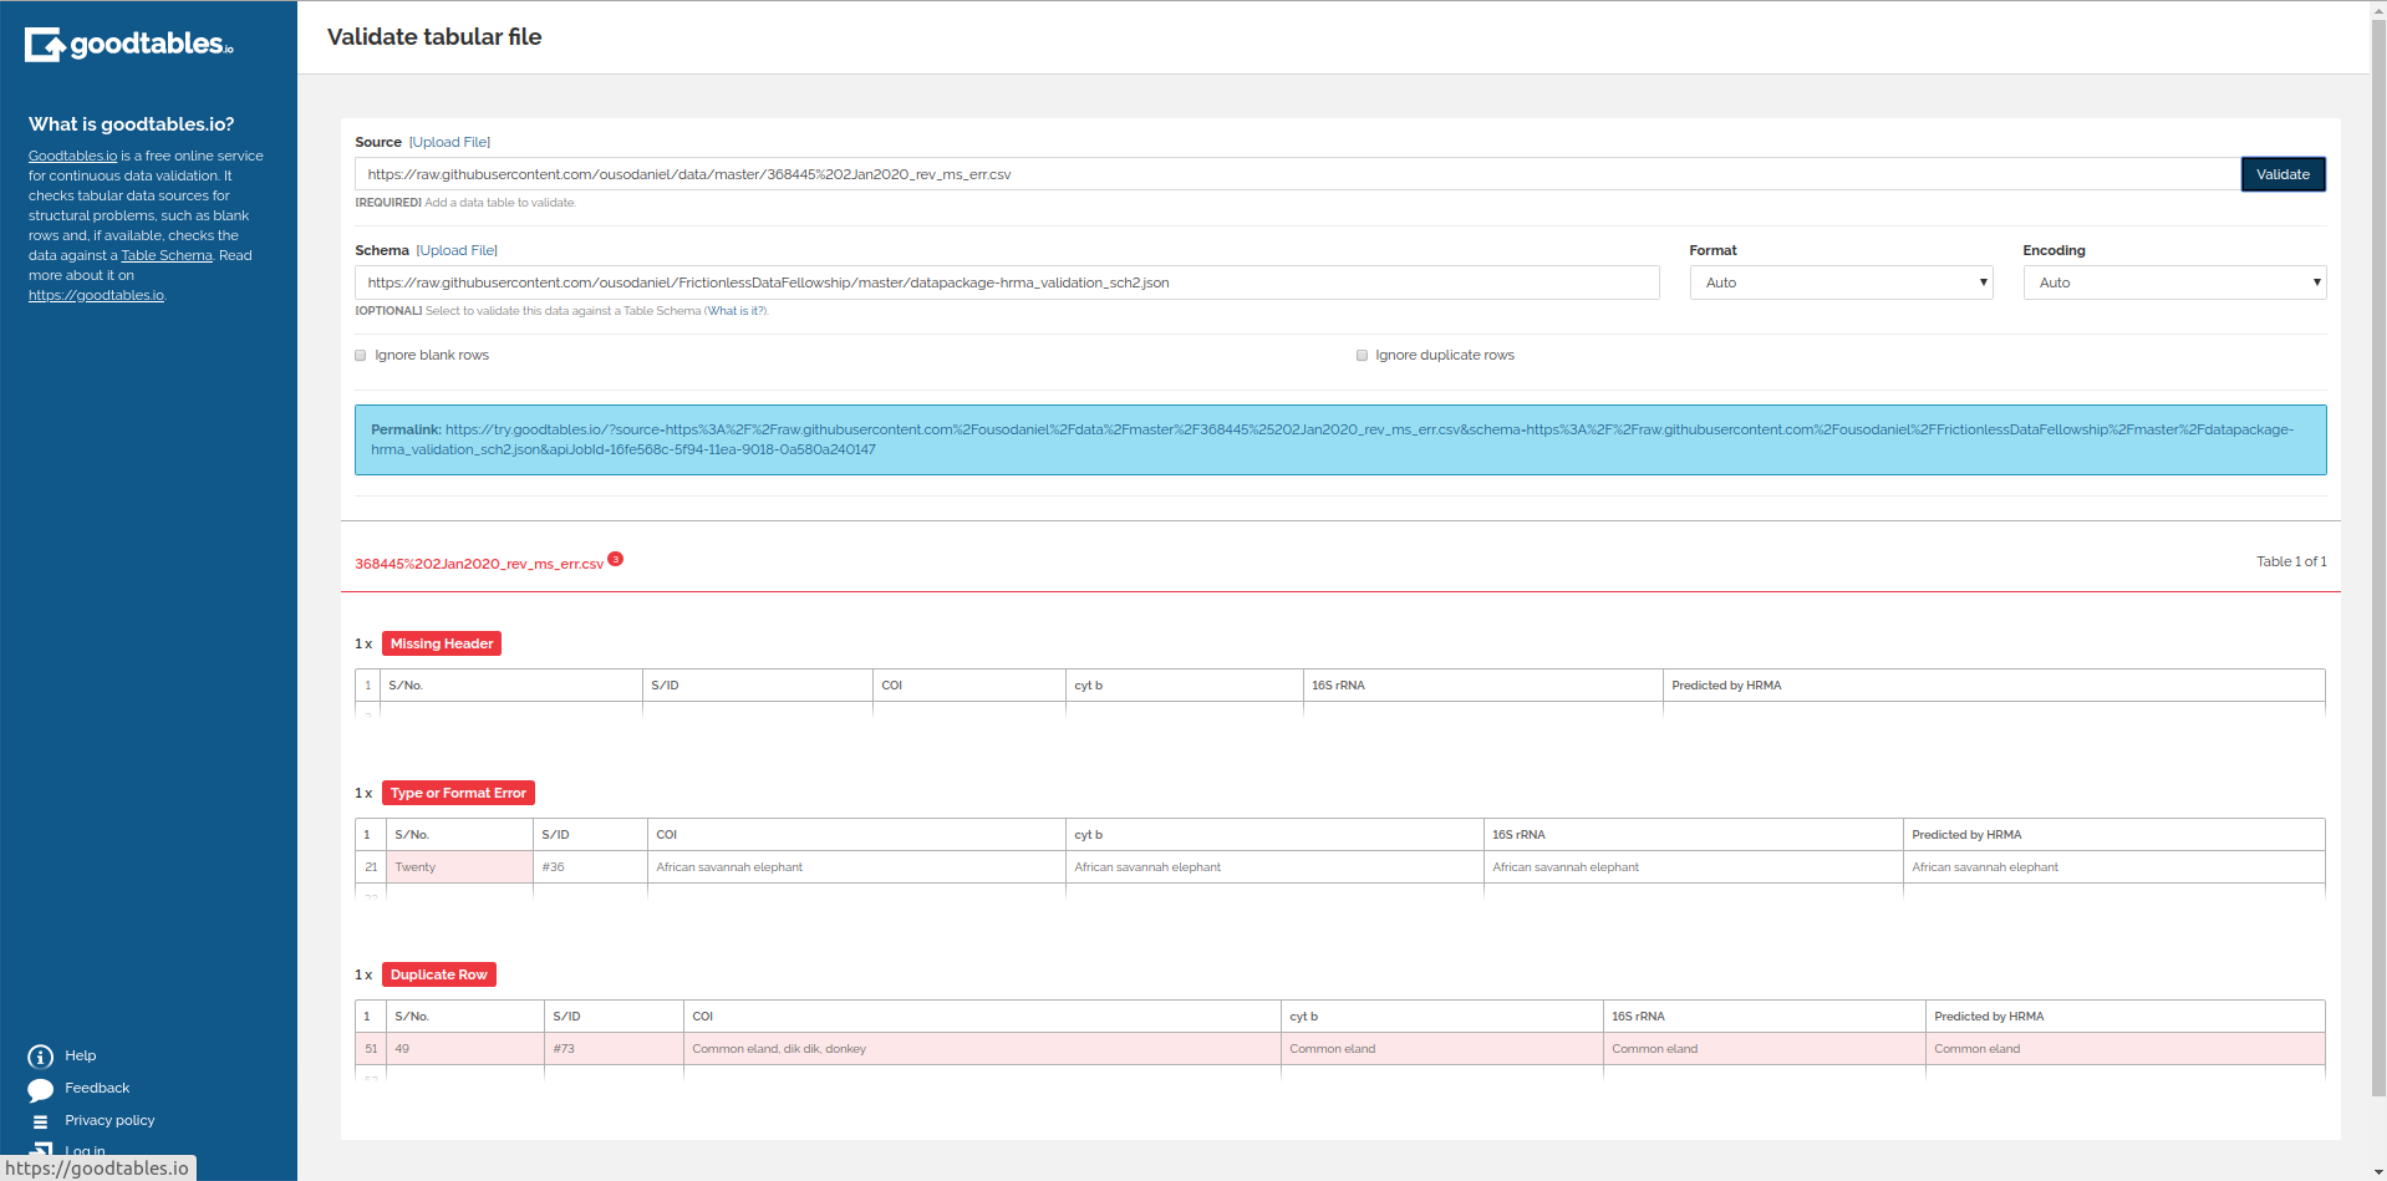 goodtables.io
Validate tabular file
What is goodtables.io?
Goodtables.io is a free online service
for continuous data validation. It
checks tabular data sources for
structural problems, such as blank
rows and, if available, checks the
data against a Table Schema. Read
more about it on
https://goodtables.io.
Source [Upload File]
https://raw.githubusercontent.com/ousodaniel/data/master/368445%202Jan2020_rev_ms_err.csv
Validate
[REQUIRED] Add a data table to validate.
Schema [Upload File]
Format
Encoding
https://raw.githubusercontent.com/ousodaniel/FrictionlessDataFellowship/master/datapackage-hrma_validation_sch2.json
Auto
Auto
[OPTIONAL] Select to validate this data against a Table Schema (What is it?).
Ignore blank rows
Ignore duplicate rows
Permalink: https://try.goodtables.io/?source=https%3A%2F%2Fraw.githubusercontent.com%2Fousodaniel%2Fdata%2Fmaster%2F368445%25202Jan2020_rev_ms_err.csv&schema=https%3A%2F%2Fraw.githubusercontent.com%2Fousodaniel%2FFrictionlessDataFellowship%2Fmaster%2Fdatapackage-
hrma_validation_sch2.json&apiJobId=16fe568c-5f94-11ea-9018-0a580a240147
368445%202Jan2020_rev_ms_err.csv 3
Table 1 of 1
1 x Missing Header
1 S/No. S/ID COI cyt b 16S rRNA Predicted by HRMA
2
1 x Type or Format Error
1 S/No. S/ID COI cyt b 16S rRNA Predicted by HRMA
21 Twenty #36 African savannah elephant African savannah elephant African savannah elephant African savannah elephant
22
1 x Duplicate Row
1 S/No. S/ID COI cyt b 16S rRNA Predicted by HRMA
51 49 #73 Common eland, dik dik, donkey Common eland Common eland Common eland
52
Help
Feedback
Privacy policy
Log in
https://goodtables.io